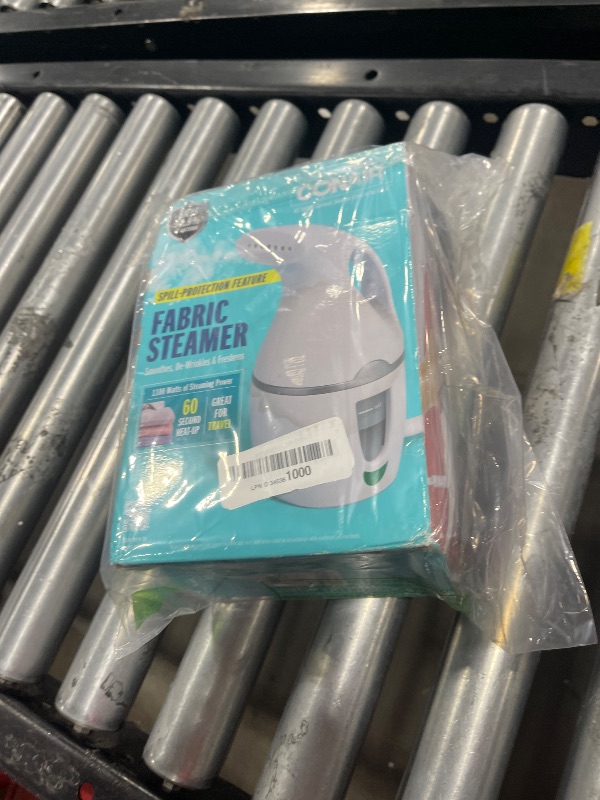 CONAIR
SPILL-PROTECTION FEATURE
FABRIC
STEAMER
Smoothes, De-Wrinkles & Freshens
1100 Watts of Steaming Power
60
SECOND
HEAT-UP
GREAT
FOR
TRAVEL
1000